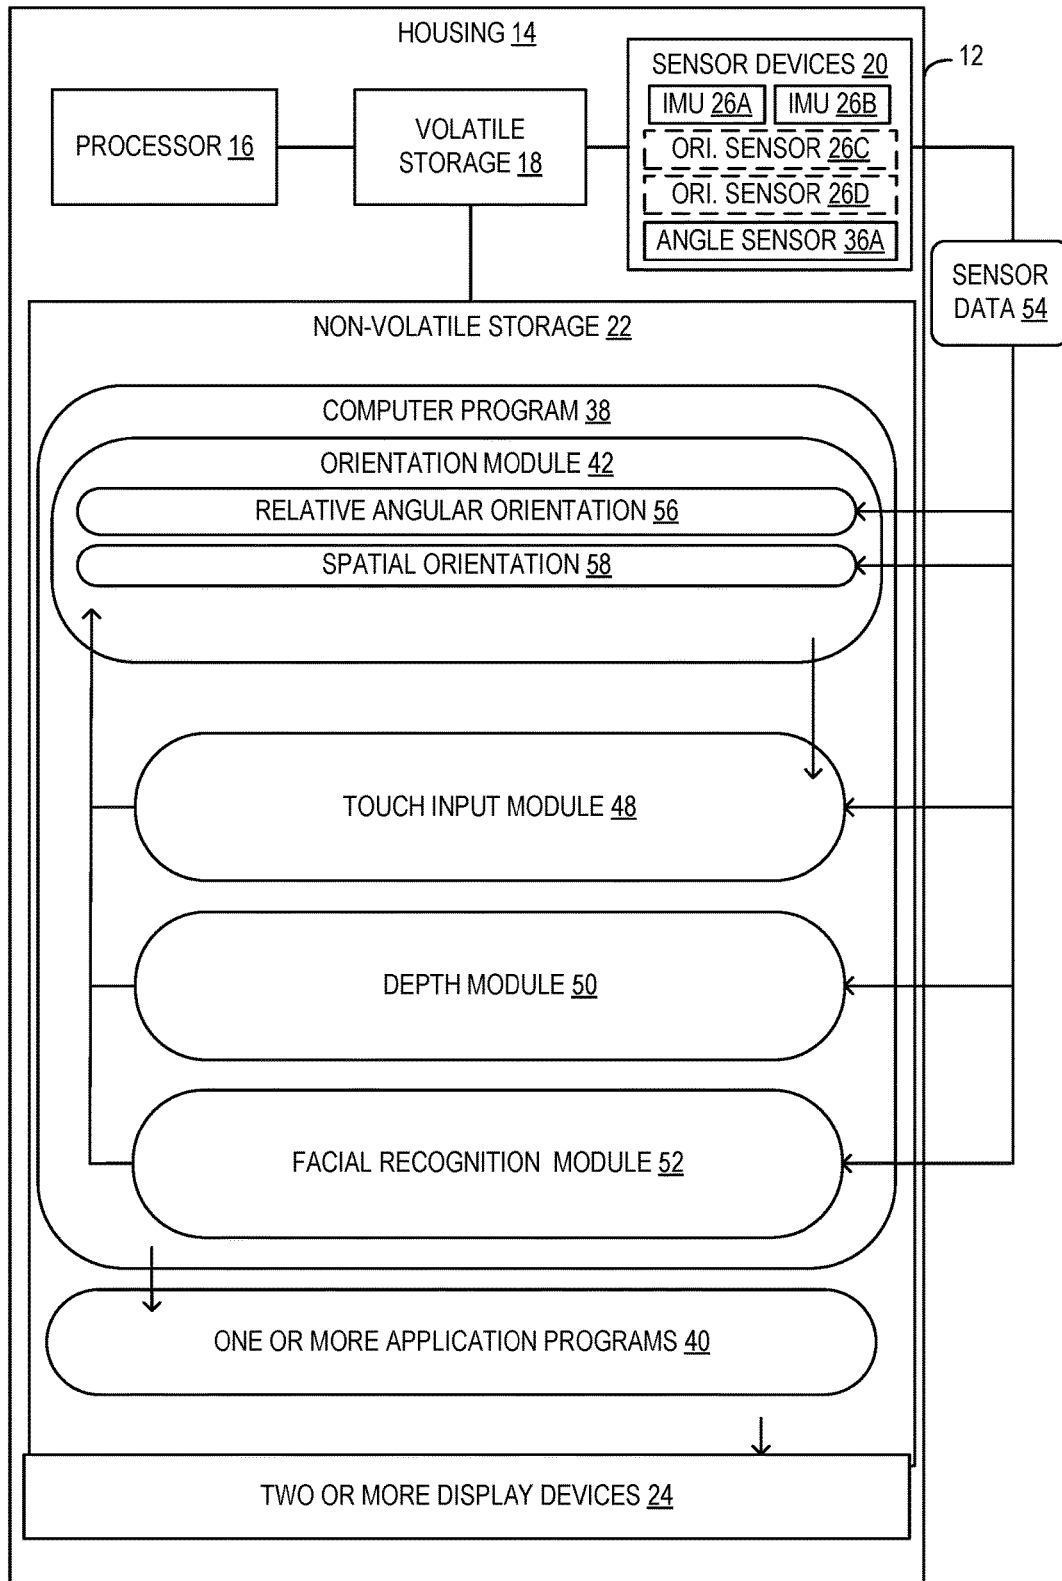 HOUSING 14
12
PROCESSOR 16
VOLATILE
STORAGE 18
SENSOR DEVICES 20
IMU 26A
IMU 26B
ORI. SENSOR 26C
ORI. SENSOR 26D
ANGLE SENSOR 36A
SENSOR
DATA 54
NON-VOLATILE STORAGE 22
COMPUTER PROGRAM 38
ORIENTATION MODULE 42
RELATIVE ANGULAR ORIENTATION 56
SPATIAL ORIENTATION 58
TOUCH INPUT MODULE 48
DEPTH MODULE 50
FACIAL RECOGNITION MODULE 52
ONE OR MORE APPLICATION PROGRAMS 40
TWO OR MORE DISPLAY DEVICES 24